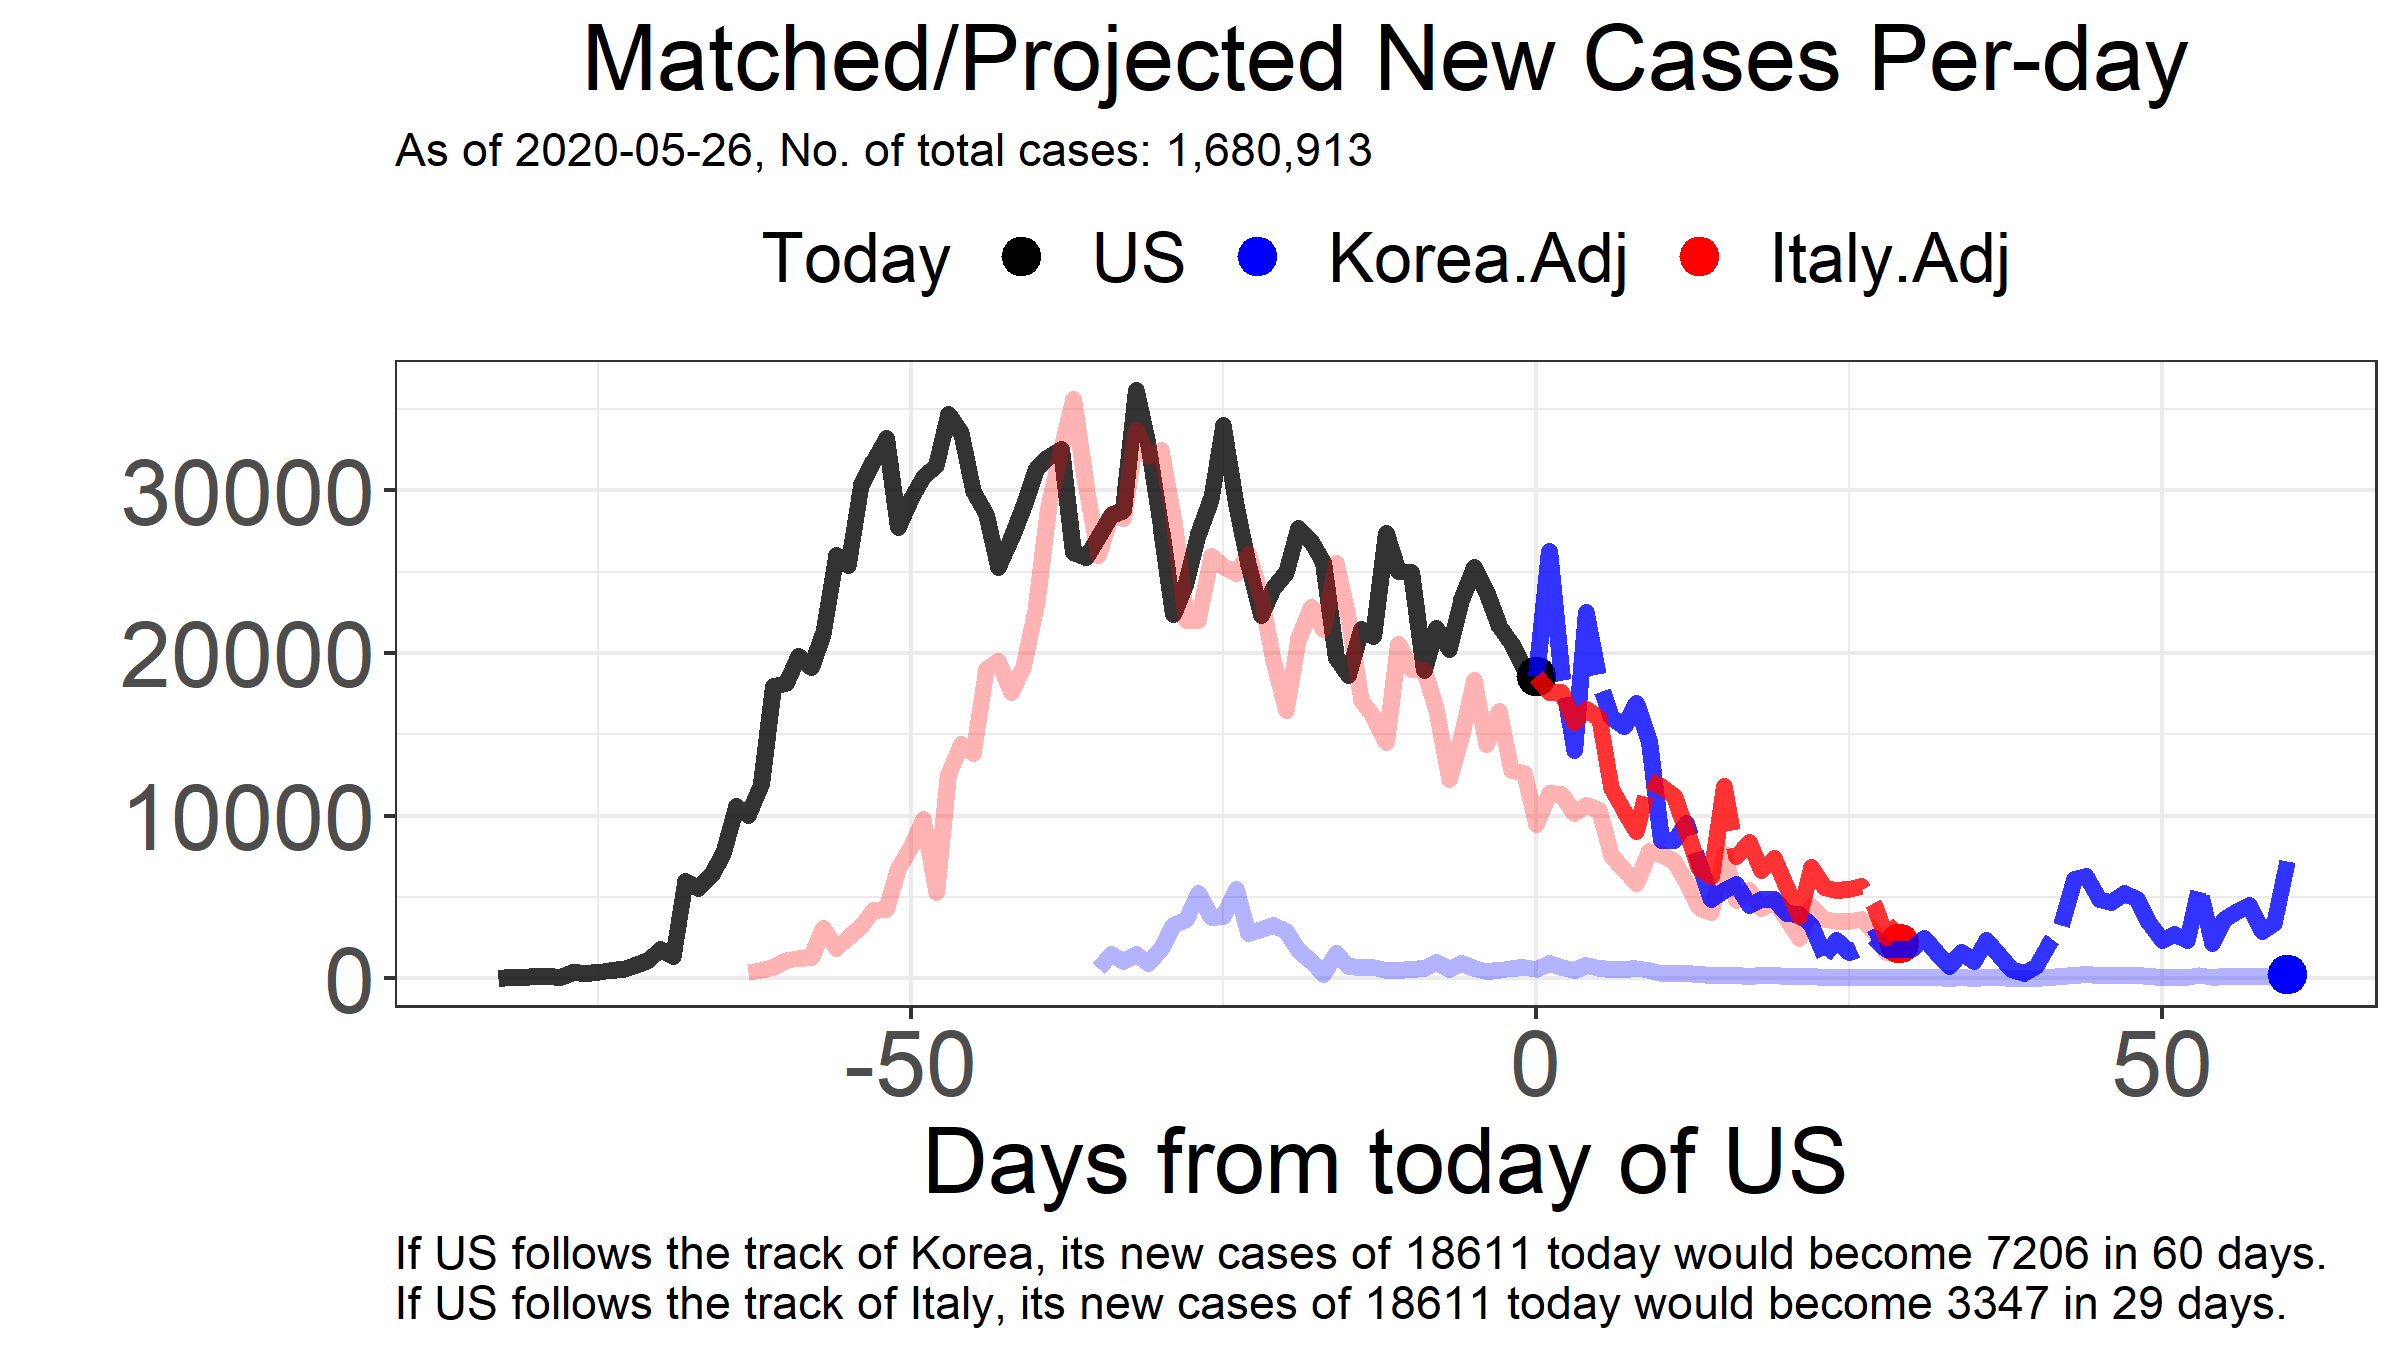 Matched/Projected New Cases Per-day
As of 2020-05-26, No. of total cases: 1,680,913
Today US Korea.Adj Italy.Adj
30000
20000
10000
0
-50 0 50
Days from today of US
If US follows the track of Korea, its new cases of 18611 today would become 7206 in 60 days.
If US follows the track of Italy, its new cases of 18611 today would become 3347 in 29 days.